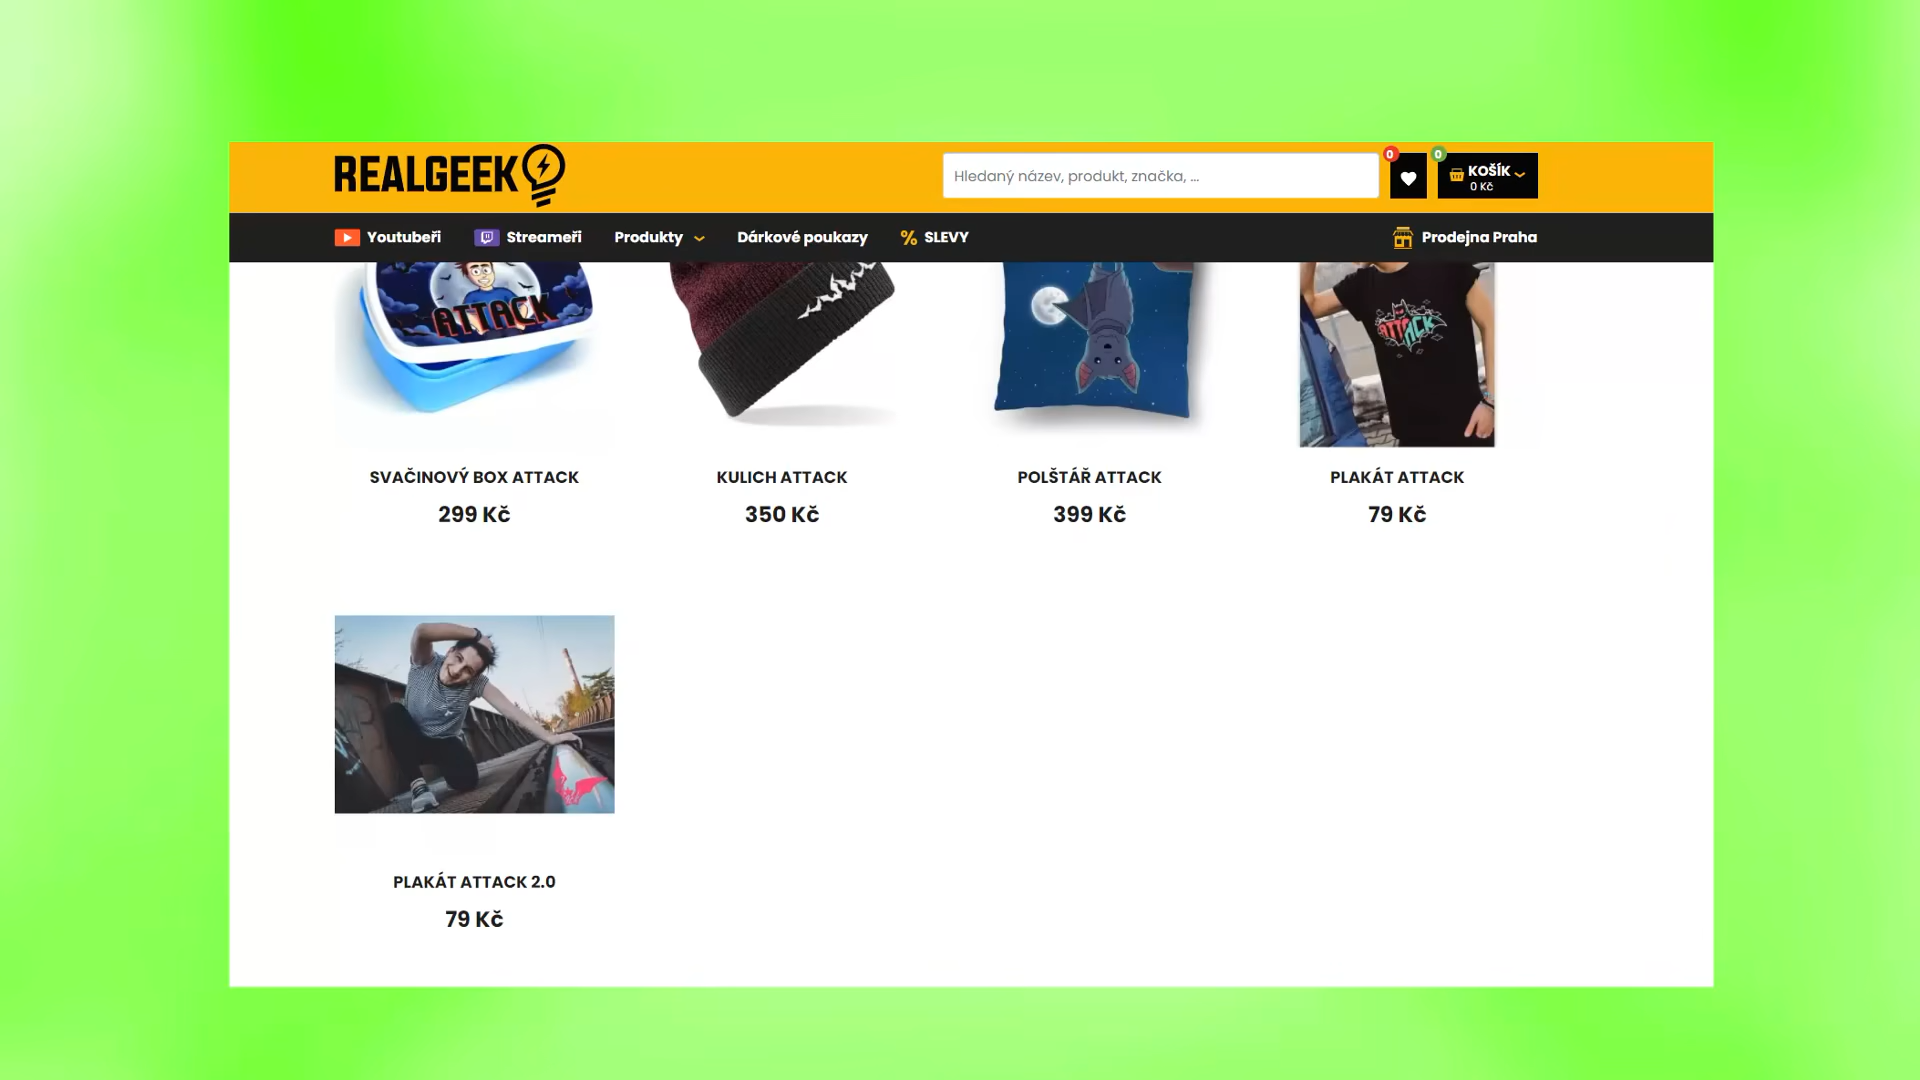 REALGEEK
Hledaný název, produkt, značka, ...
0
0
KOŠÍK
0 Kč
Youtubeři
Streameři
Produkty
Dárkové poukazy
% SLEVY
Prodejna Praha
ATTACK
ATTACK
SVAČINOVÝ BOX ATTACK
KULICH ATTACK
POLŠTÁŘ ATTACK
PLAKÁT ATTACK
299 Kč
350 Kč
399 Kč
79 Kč
PLAKÁT ATTACK 2.0
79 Kč